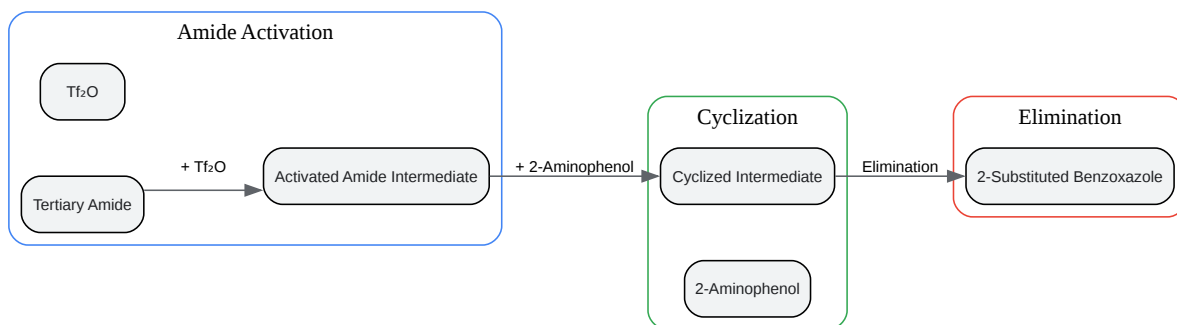 Amide Activation
Tf₂O
+ Tf₂O
Tertiary Amide
Activated Amide Intermediate
+ 2-Aminophenol
Cyclization
Cyclized Intermediate
2-Aminophenol
Elimination
Elimination
2-Substituted Benzoxazole